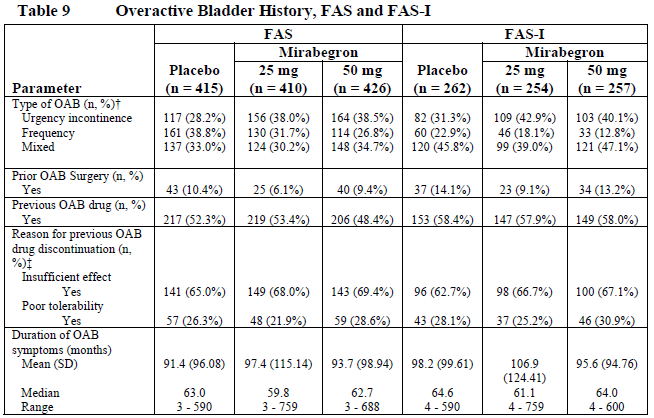 Table 9 Overactive Bladder History, FAS and FAS-I
FAS FAS-I
Mirabegron Mirabegron
Placebo 25 mg 50 mg Placebo 25 mg 50 mg
Parameter (n = 415) (n = 410) (n = 426) (n = 262) (n = 254) (n = 257)
Type of OAB (n, %)†
Urgency incontinence 117 (28.2%) 156 (38.0%) 164 (38.5%) 82 (31.3%) 109 (42.9%) 103 (40.1%)
Frequency 161 (38.8%) 130 (31.7%) 114 (26.8%) 60 (22.9%) 46 (18.1%) 33 (12.8%)
Mixed 137 (33.0%) 124 (30.2%) 148 (34.7%) 120 (45.8%) 99 (39.0%) 121 (47.1%)
Prior OAB Surgery (n, %)
Yes 43 (10.4%) 25 (6.1%) 40 (9.4%) 37 (14.1%) 23 (9.1%) 34 (13.2%)
Previous OAB drug (n, %)
Yes 217 (52.3%) 219 (53.4%) 206 (48.4%) 153 (58.4%) 147 (57.9%) 149 (58.0%)
Reason for previous OAB
drug discontinuation (n,
%)‡
Insufficient effect
Yes 141 (65.0%) 149 (68.0%) 143 (69.4%) 96 (62.7%) 98 (66.7%) 100 (67.1%)
Poor tolerability
Yes 57 (26.3%) 48 (21.9%) 59 (28.6%) 43 (28.1%) 37 (25.2%) 46 (30.9%)
Duration of OAB
symptoms (months)
Mean (SD) 91.4 (96.08) 97.4 (115.14) 93.7 (98.94) 98.2 (99.61) 106.9 95.6 (94.76)
(124.41)
Median 63.0 59.8 62.7 64.6 61.1 64.0
Range 3 - 590 3 - 759 3 - 688 4 - 590 4 - 759 4 - 600